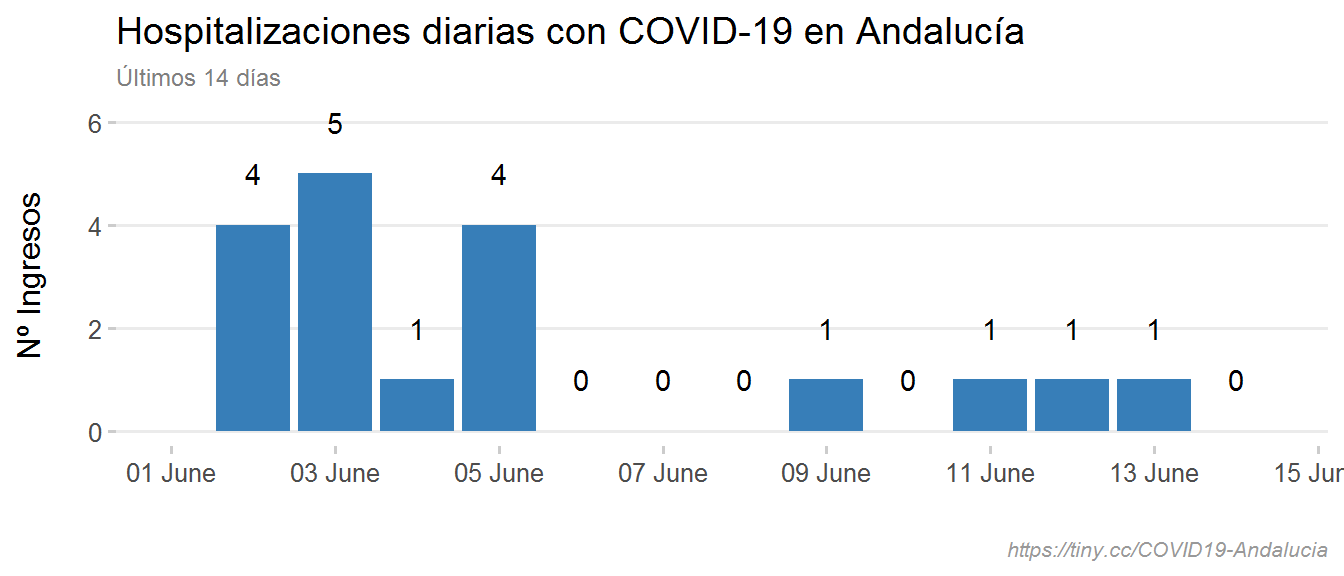 Hospitalizaciones diarias con COVID-19 en Andalucía
Últimos 14 días
Nº Ingresos
6
4
2
0
4
5
1
4
0
0
0
1
0
1
1
1
0
01 June
03 June
05 June
07 June
09 June
11 June
13 June
15 Jun
https://tiny.cc/COVID19-Andalucia